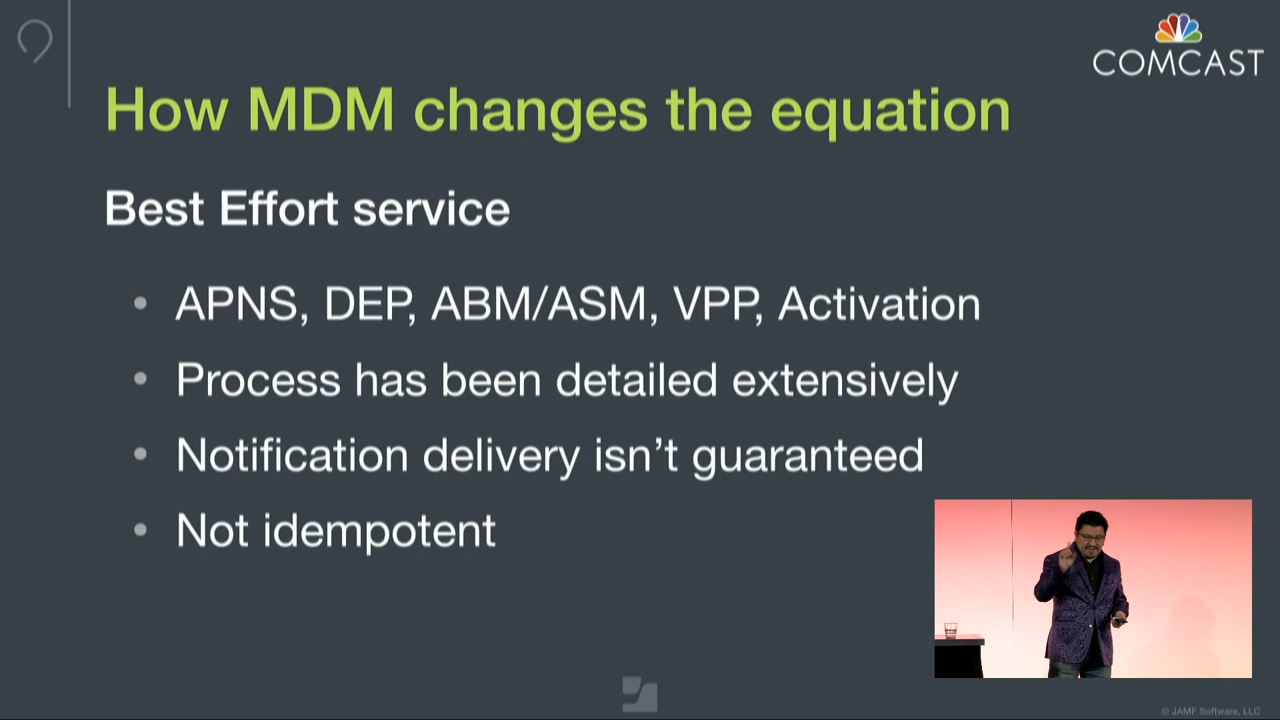 COMCAST
How MDM changes the equation
Best Effort service
• APNS, DEP, ABM/ASM, VPP, Activation
• Process has been detailed extensively
• Notification delivery isn’t guaranteed
• Not idempotent
© JAMF Software, LLC